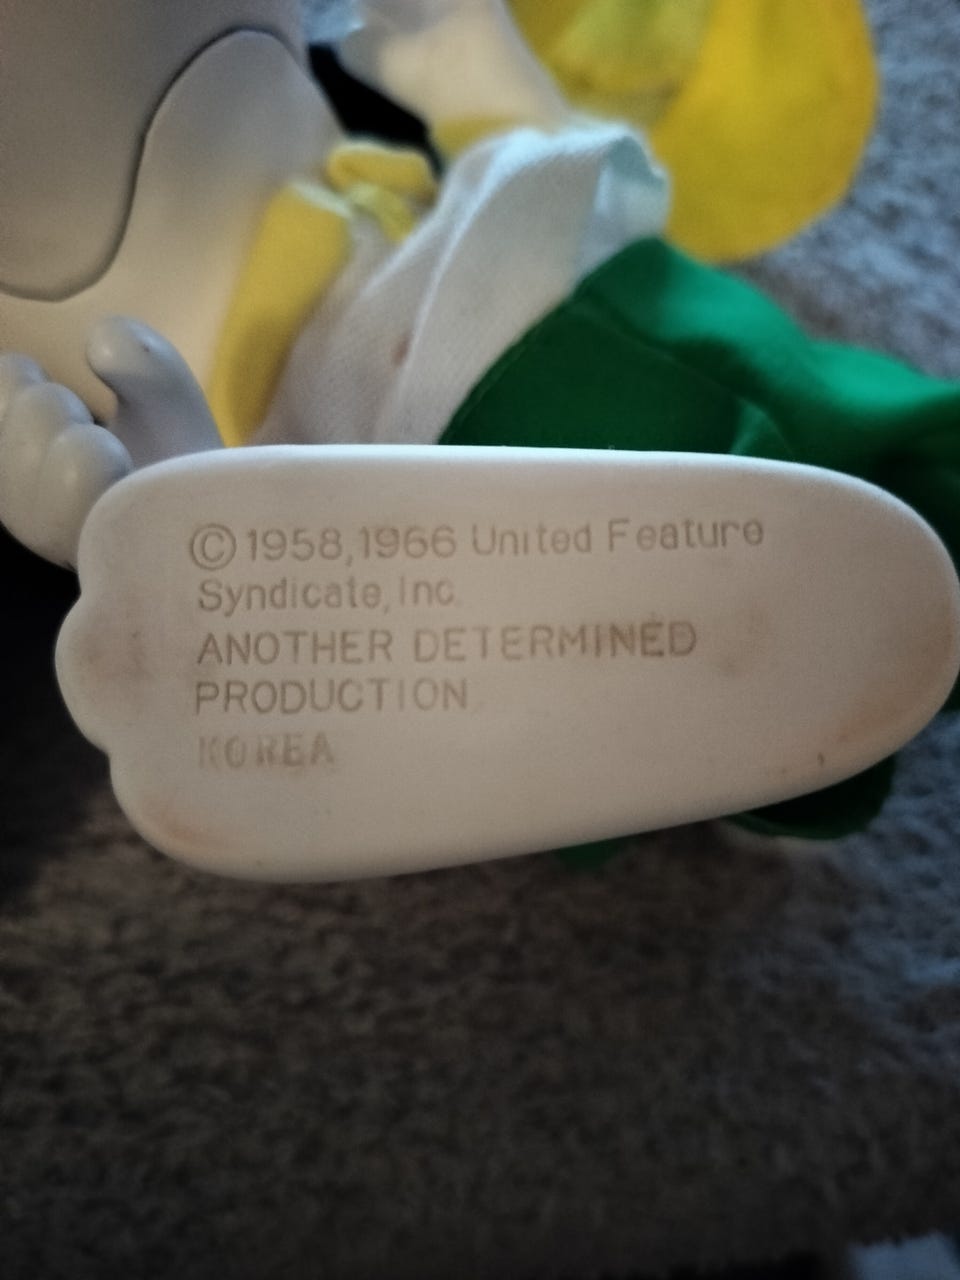 ©1958,1966 United Feature
Syndicate, Inc.
ANOTHER DETERMINED
PRODUCTION
KOREA